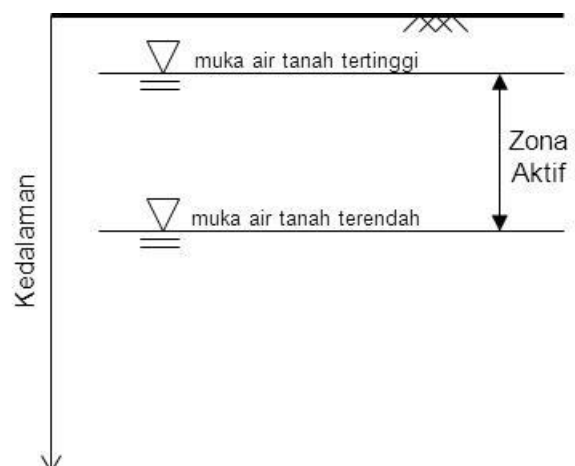 muka air tanah tertinggi
Zona
Aktif
muka air tanah terendah
Kedalaman